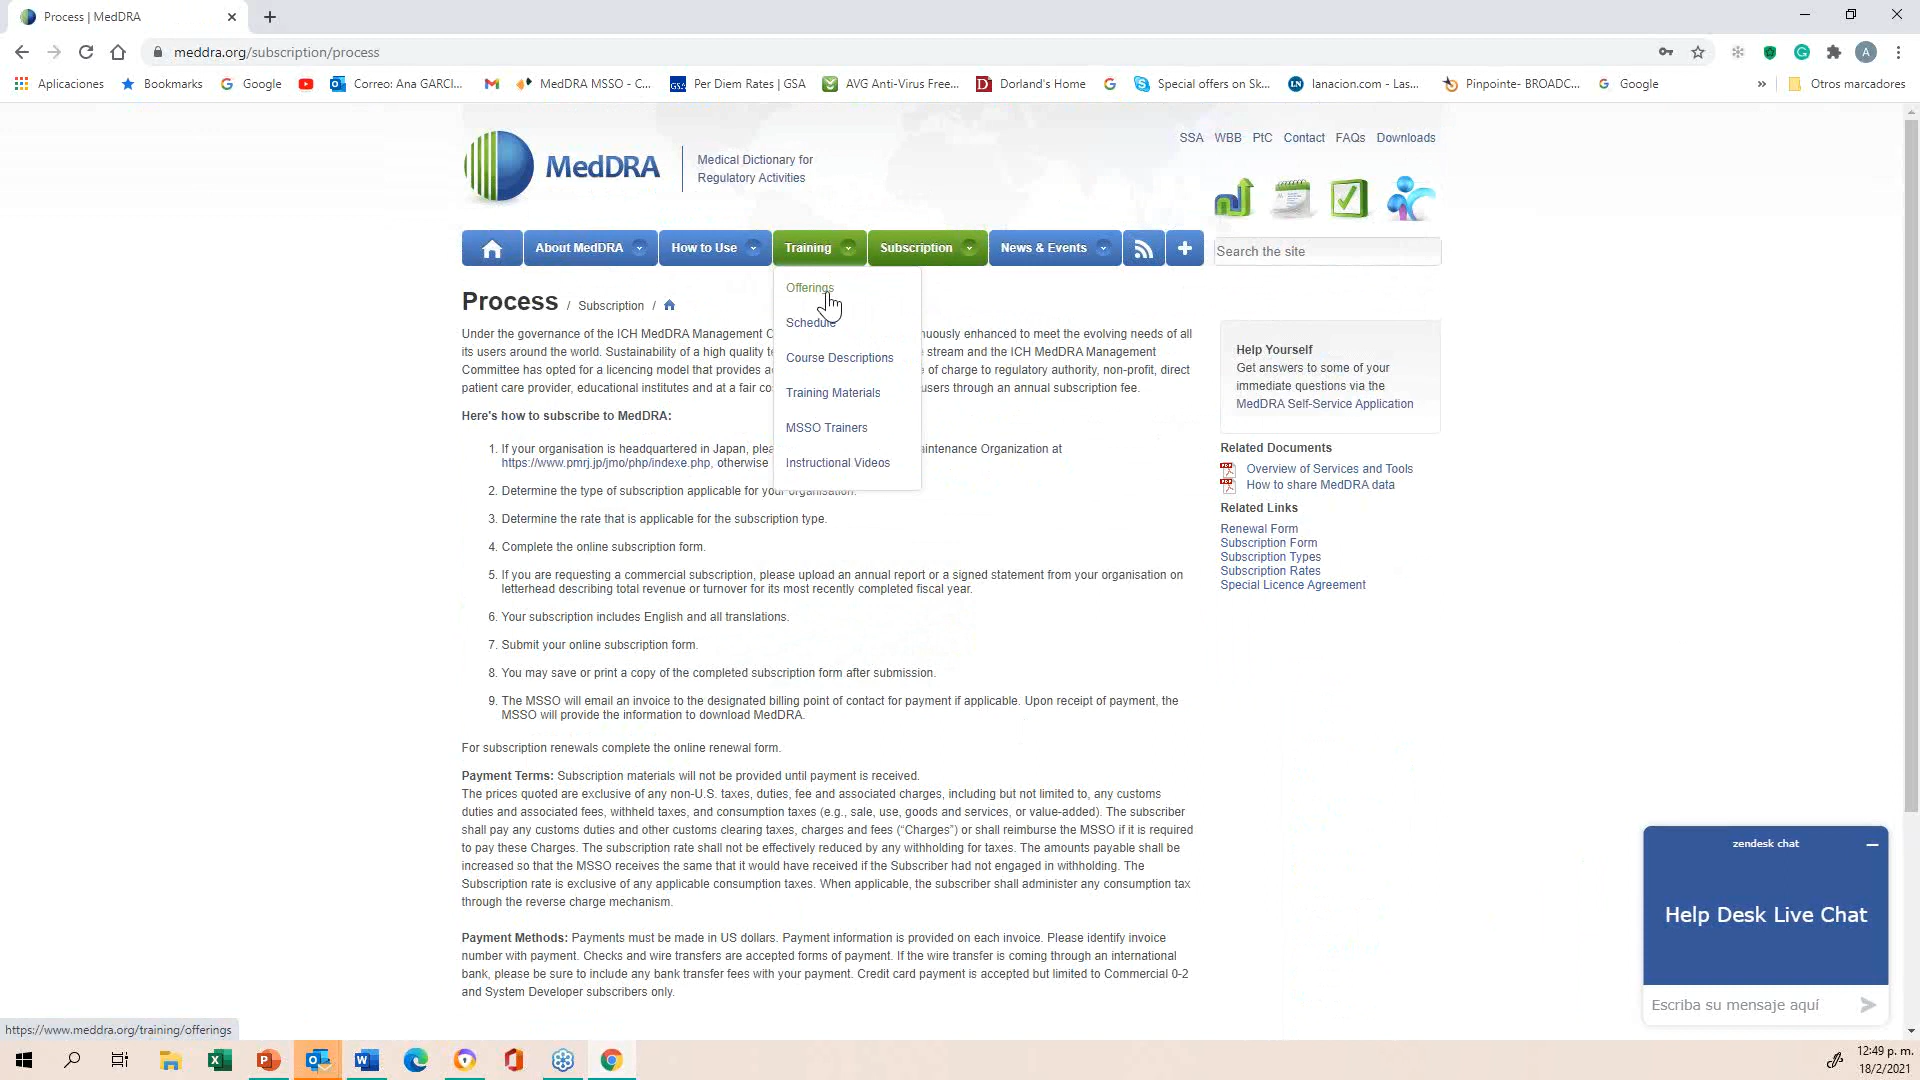 Process | MedDRA
meddra.org/subscription/process
A
Aplicaciones
Bookmarks
Google
Correo: Ana GARCI...
MedDRA MSSO - C...
GSA
Per Diem Rates | GSA
AVG Anti-Virus Free...
Dorland's Home
Special offers on Sk...
LN
lanacion.com - Las...
Pinpointe- BROADC...
Google
»
Otros marcadores
MedDRA
Medical Dictionary for
Regulatory Activities
SSA WBB PtC Contact FAQs Downloads
About MedDRA
How to Use
Training
Subscription
News & Events
Search the site
Offerings
Schedule
Course Descriptions
Training Materials
MSSO Trainers
Instructional Videos
Process / Subscription /
Under the governance of the ICH MedDRA Management C nuously enhanced to meet the evolving needs of all
its users around the world. Sustainability of a high quality te stream and the ICH MedDRA Management
Committee has opted for a licencing model that provides a of charge to regulatory authority, non-profit, direct
patient care provider, educational institutes and at a fair co users through an annual subscription fee.
Here's how to subscribe to MedDRA:
1. If your organisation is headquartered in Japan, plea intenance Organization at
https://www.pmrj.jp/jmo/php/indexe.php, otherwise
2. Determine the type of subscription applicable for your organisation.
3. Determine the rate that is applicable for the subscription type.
4. Complete the online subscription form.
5. If you are requesting a commercial subscription, please upload an annual report or a signed statement from your organisation on
letterhead describing total revenue or turnover for its most recently completed fiscal year.
6. Your subscription includes English and all translations.
7. Submit your online subscription form.
8. You may save or print a copy of the completed subscription form after submission.
9. The MSSO will email an invoice to the designated billing point of contact for payment if applicable. Upon receipt of payment, the
MSSO will provide the information to download MedDRA.
For subscription renewals complete the online renewal form.
Payment Terms: Subscription materials will not be provided until payment is received.
The prices quoted are exclusive of any non-U.S. taxes, duties, fee and associated charges, including but not limited to, any customs
duties and associated fees, withheld taxes, and consumption taxes (e.g., sale, use, goods and services, or value-added). The subscriber
shall pay any customs duties and other customs clearing taxes, charges and fees (“Charges”) or shall reimburse the MSSO if it is required
to pay these Charges. The subscription rate shall not be effectively reduced by any withholding for taxes. The amounts payable shall be
increased so that the MSSO receives the same that it would have received if the Subscriber had not engaged in withholding. The
Subscription rate is exclusive of any applicable consumption taxes. When applicable, the subscriber shall administer any consumption tax
through the reverse charge mechanism.
Payment Methods: Payments must be made in US dollars. Payment information is provided on each invoice. Please identify invoice
number with payment. Checks and wire transfers are accepted forms of payment. If the wire transfer is coming through an international
bank, please be sure to include any bank transfer fees with your payment. Credit card payment is accepted but limited to Commercial 0-2
and System Developer subscribers only.
Help Yourself
Get answers to some of your
immediate questions via the
MedDRA Self-Service Application
Related Documents
Overview of Services and Tools
How to share MedDRA data
Related Links
Renewal Form
Subscription Form
Subscription Types
Subscription Rates
Special Licence Agreement
zendesk chat
Help Desk Live Chat
Escriba su mensaje aquí
https://www.meddra.org/training/offerings
12:49 p. m.
18/2/2021